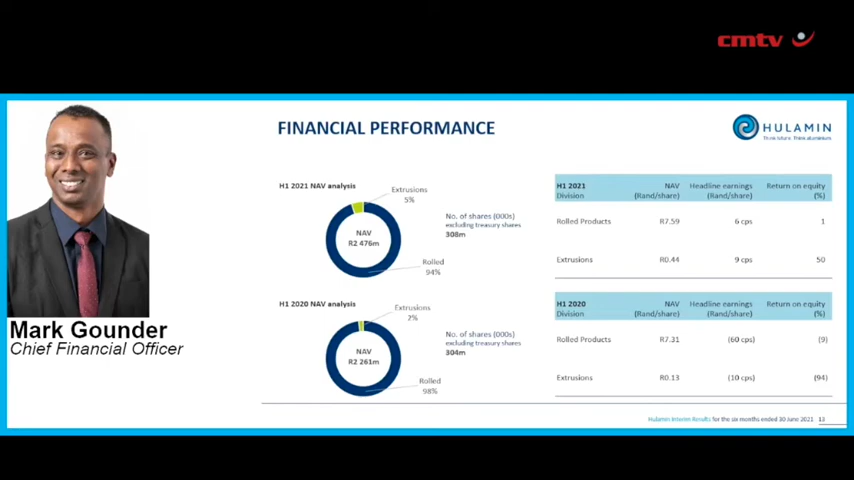 cmtv
FINANCIAL PERFORMANCE
HULAMIN
Think future. Think aluminium.
H1 2021 NAV analysis
Extrusions
5%
NAV
R2 476m
Rolled
94%
No. of shares (000s)
excluding treasury shares
308m
H1 2021 NAV Headline earnings Return on equity
Division (Rand/share) (Rand/share) (%)
Rolled Products R7.59 6 cps 1
Extrusions R0.44 9 cps 50
H1 2020 NAV analysis
Extrusions
2%
NAV
R2 261m
Rolled
98%
No. of shares (000s)
excluding treasury shares
304m
H1 2020 NAV Headline earnings Return on equity
Division (Rand/share) (Rand/share) (%)
Rolled Products R7.31 (60 cps) (9)
Extrusions R0.13 (10 cps) (94)
Mark Gounder
Chief Financial Officer
Hulamin Interim Results for the six months ended 30 June 2021 13